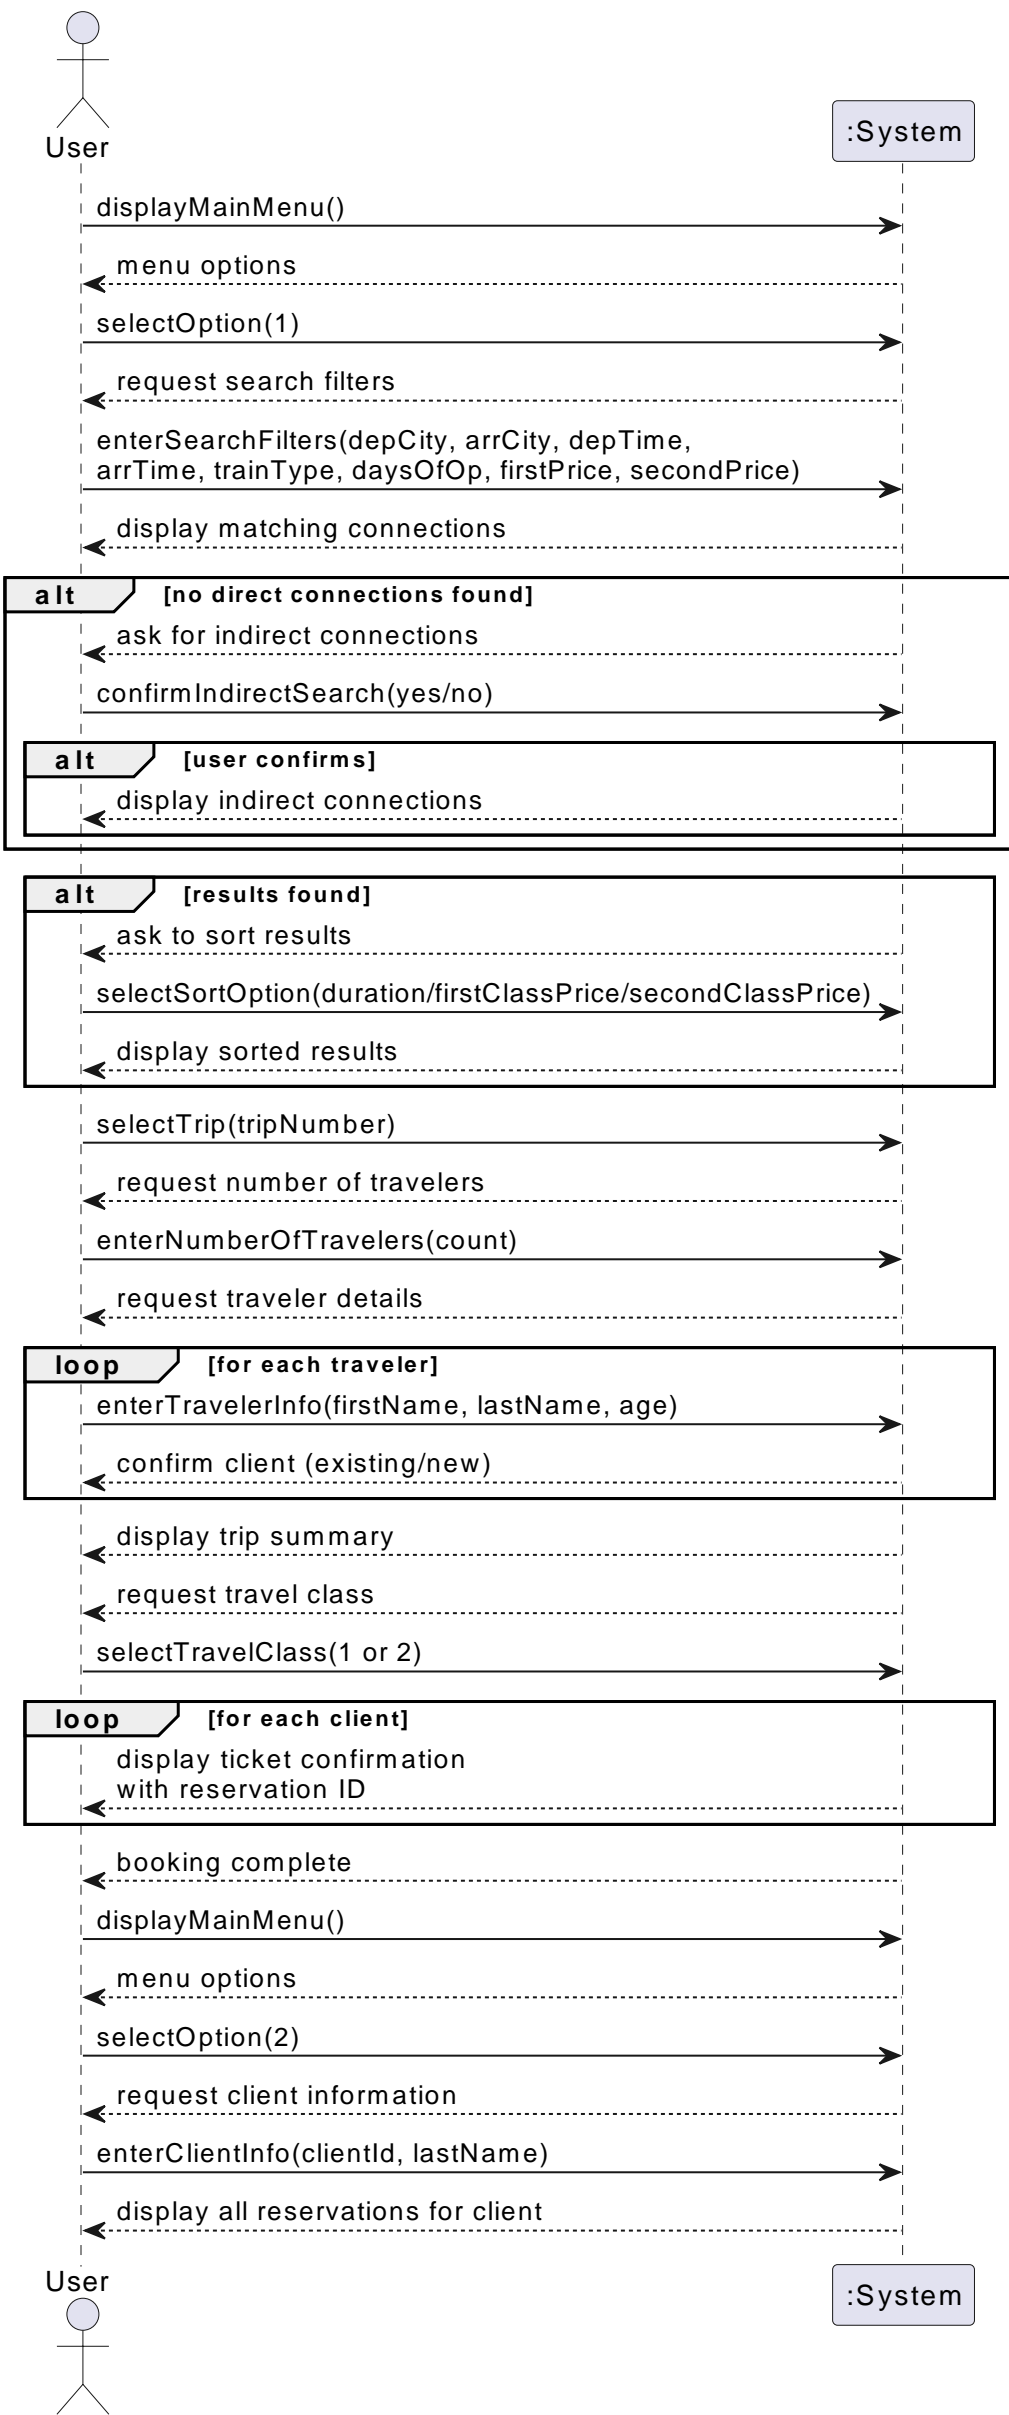 User
:System
displayMainMenu()
menu options
selectOption(1)
request search filters
enterSearchFilters(depCity, arrCity, depTime,
arrTime, trainType, daysOfOp, firstPrice, secondPrice)
display matching connections
alt [no direct connections found]
ask for indirect connections
confirmIndirectSearch(yes/no)
alt [user confirms]
display indirect connections
alt [results found]
ask to sort results
selectSortOption(duration/firstClassPrice/secondClassPrice)
display sorted results
selectTrip(tripNumber)
request number of travelers
enterNumberOfTravelers(count)
request traveler details
loop [for each traveler]
enterTravelerInfo(firstName, lastName, age)
confirm client (existing/new)
display trip summary
request travel class
selectTravelClass(1 or 2)
loop [for each client]
display ticket confirmation
with reservation ID
booking complete
displayMainMenu()
menu options
selectOption(2)
request client information
enterClientInfo(clientId, lastName)
display all reservations for client
User
:System